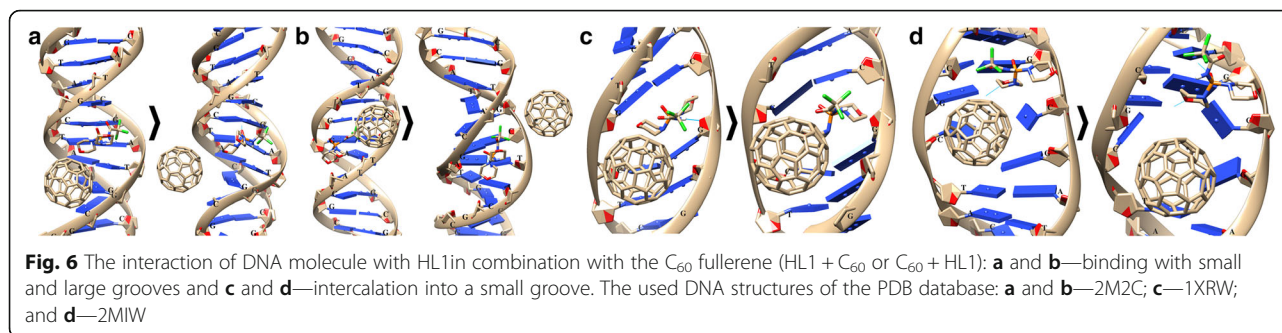 a b c d
Fig. 6 The interaction of DNA molecule with HL1in combination with the C60 fullerene (HL1 + C60 or C60 + HL1): a and b—binding with small
and large grooves and c and d—intercalation into a small groove. The used DNA structures of the PDB database: a and b—2M2C; c—1XRW;
and d—2MIW